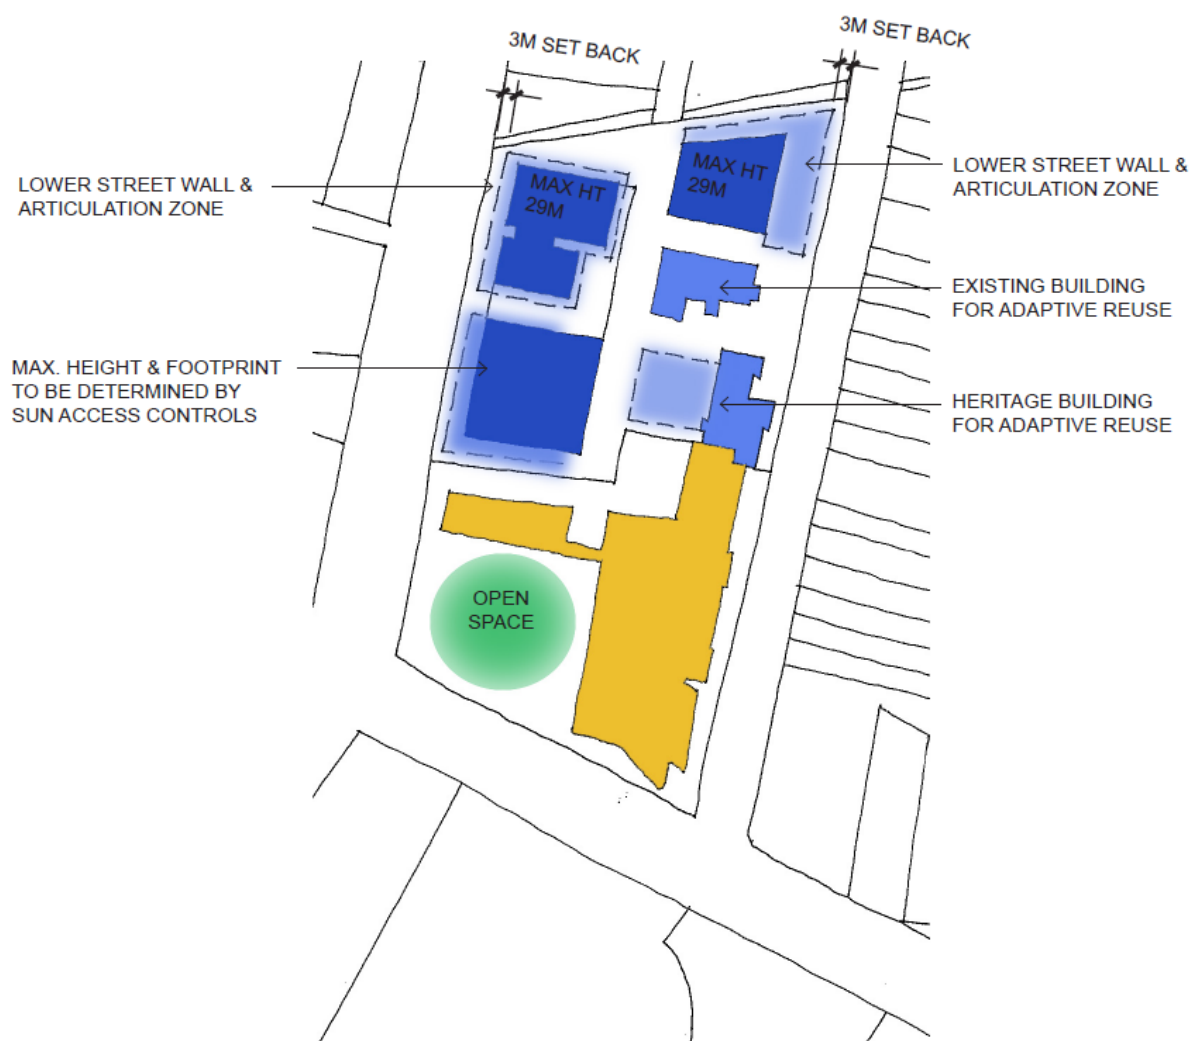 3M SET BACK
3M SET BACK
MAX HT
29M
MAX HT
29M
LOWER STREET WALL &
ARTICULATION ZONE
LOWER STREET WALL &
ARTICULATION ZONE
EXISTING BUILDING
FOR ADAPTIVE REUSE
MAX. HEIGHT & FOOTPRINT
TO BE DETERMINED BY
SUN ACCESS CONTROLS
HERITAGE BUILDING
FOR ADAPTIVE REUSE
OPEN
SPACE